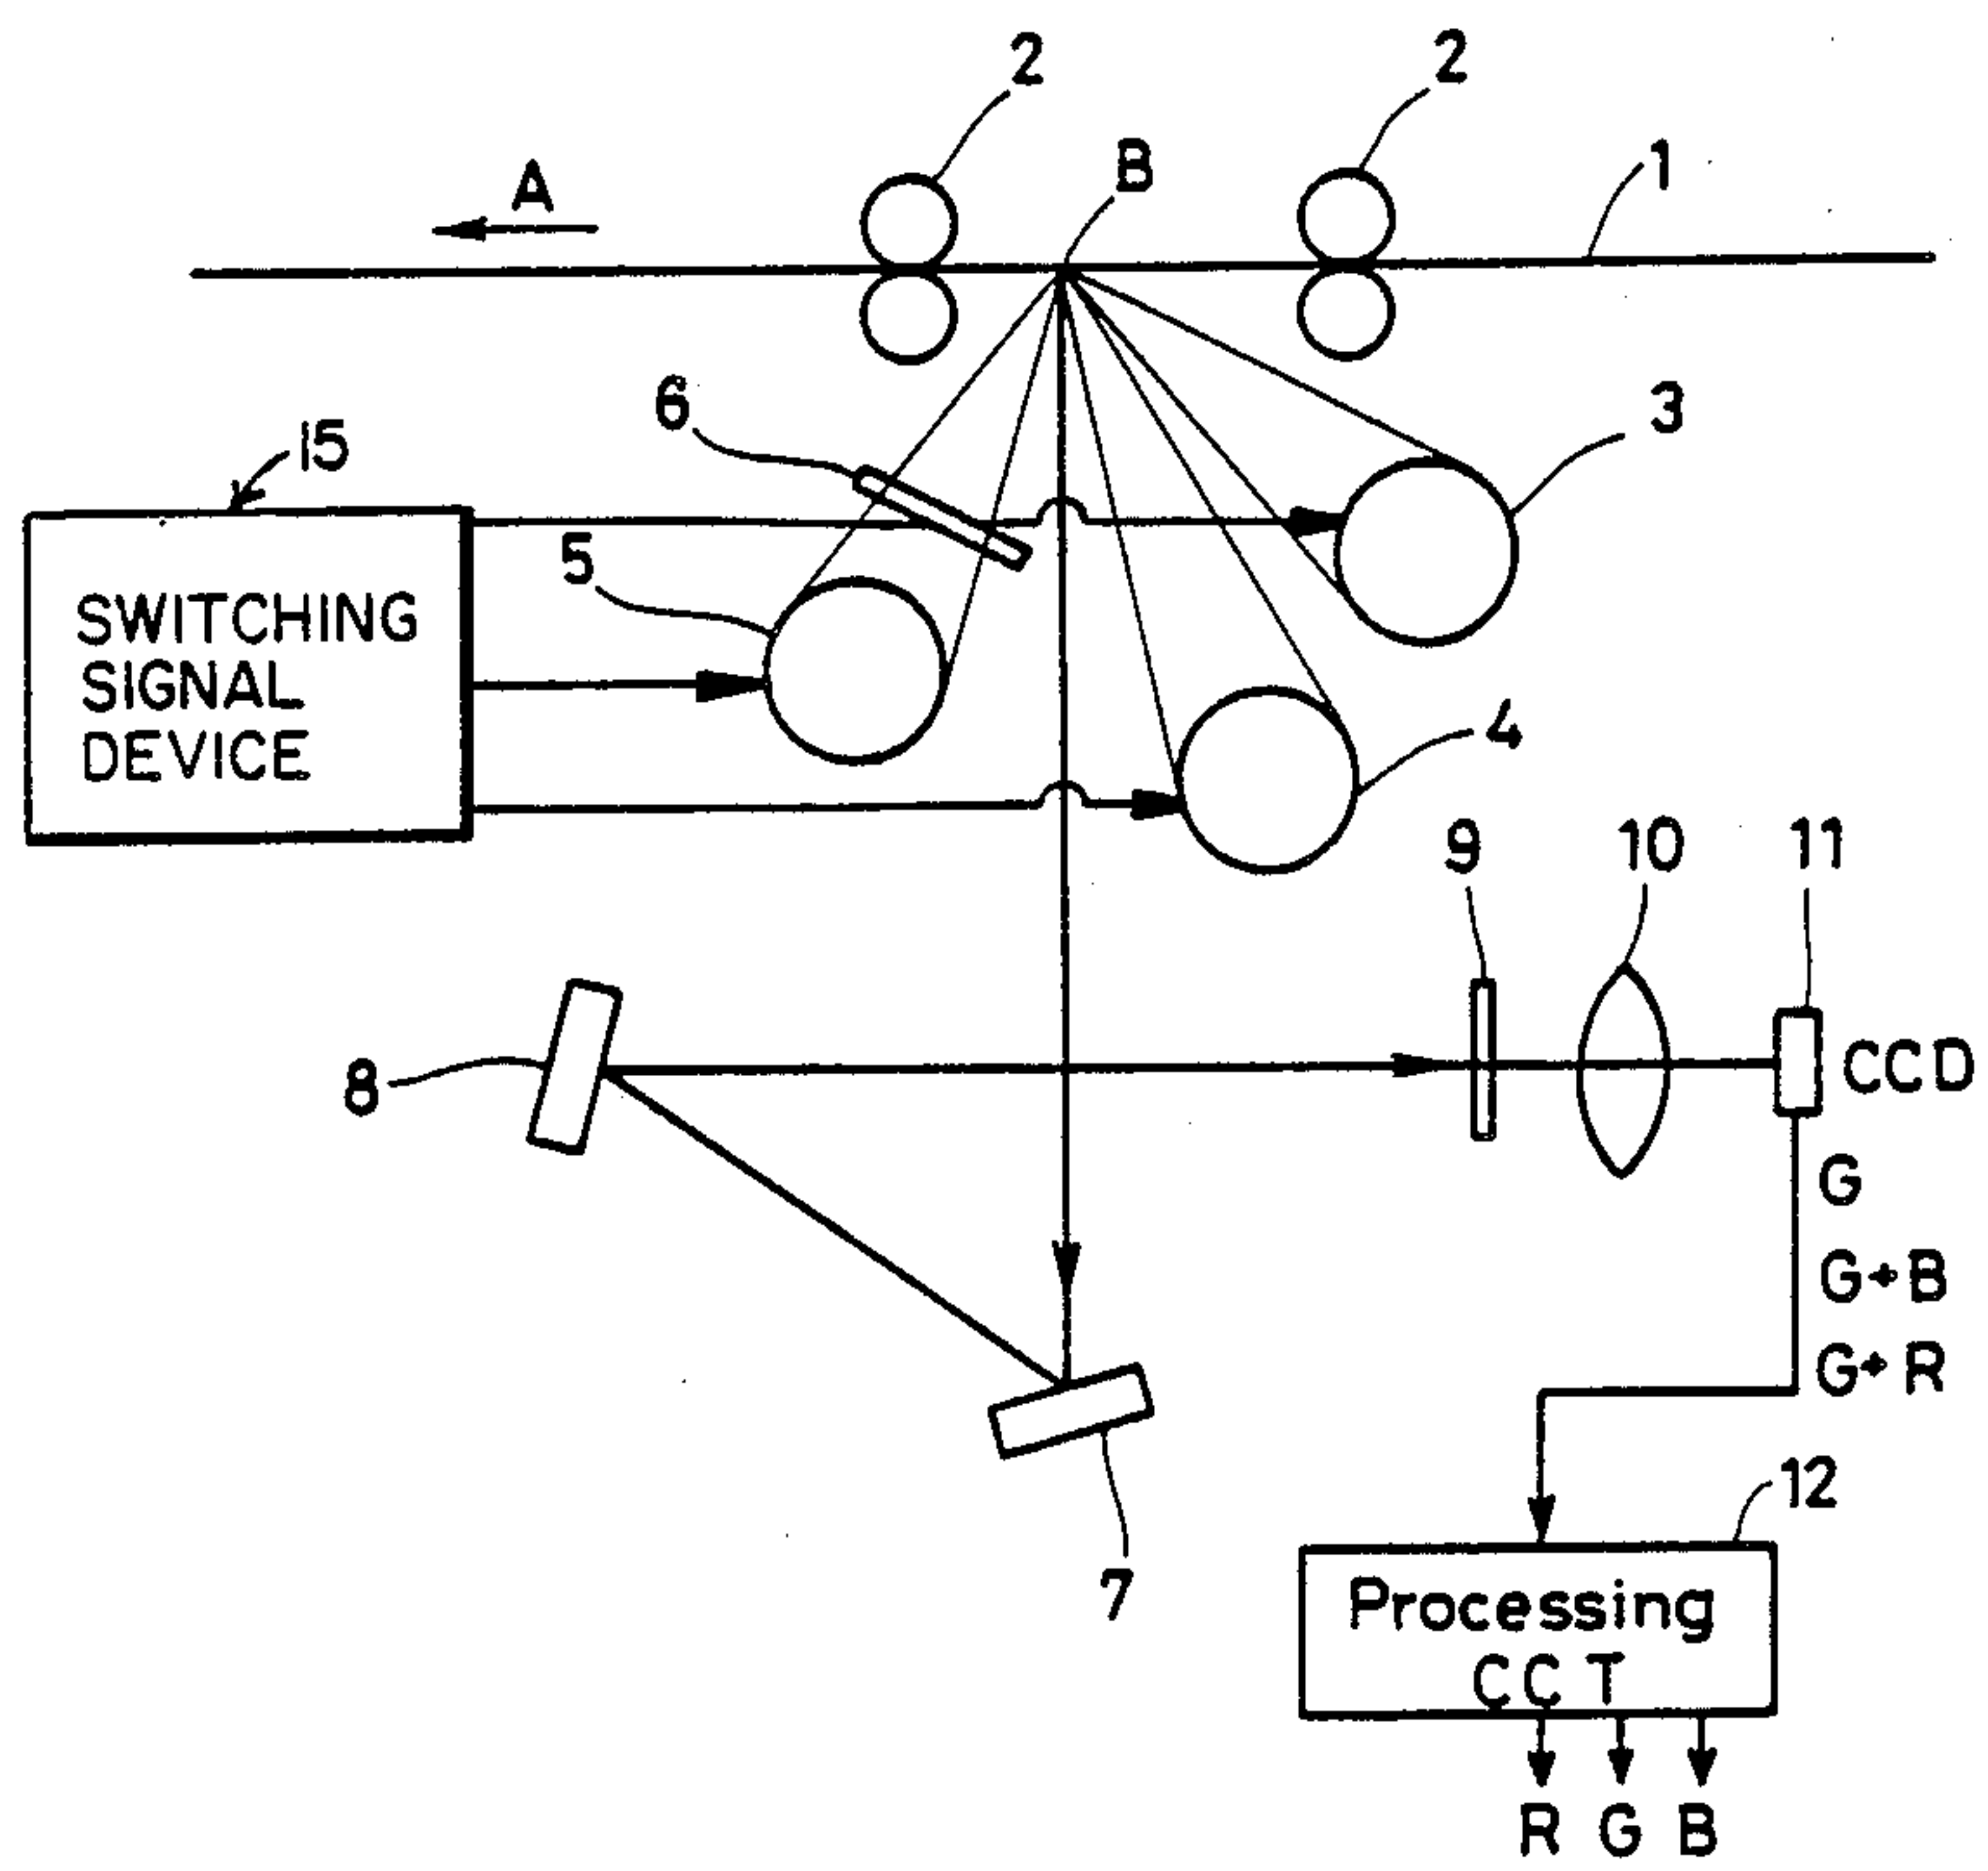 2
2
B
1
A
6
3
15
5
SWITCHING
SIGNAL
DEVICE
4
9
10
11
8
CCD
G
G+B
G+R
12
7
Processing
CCT
R G B